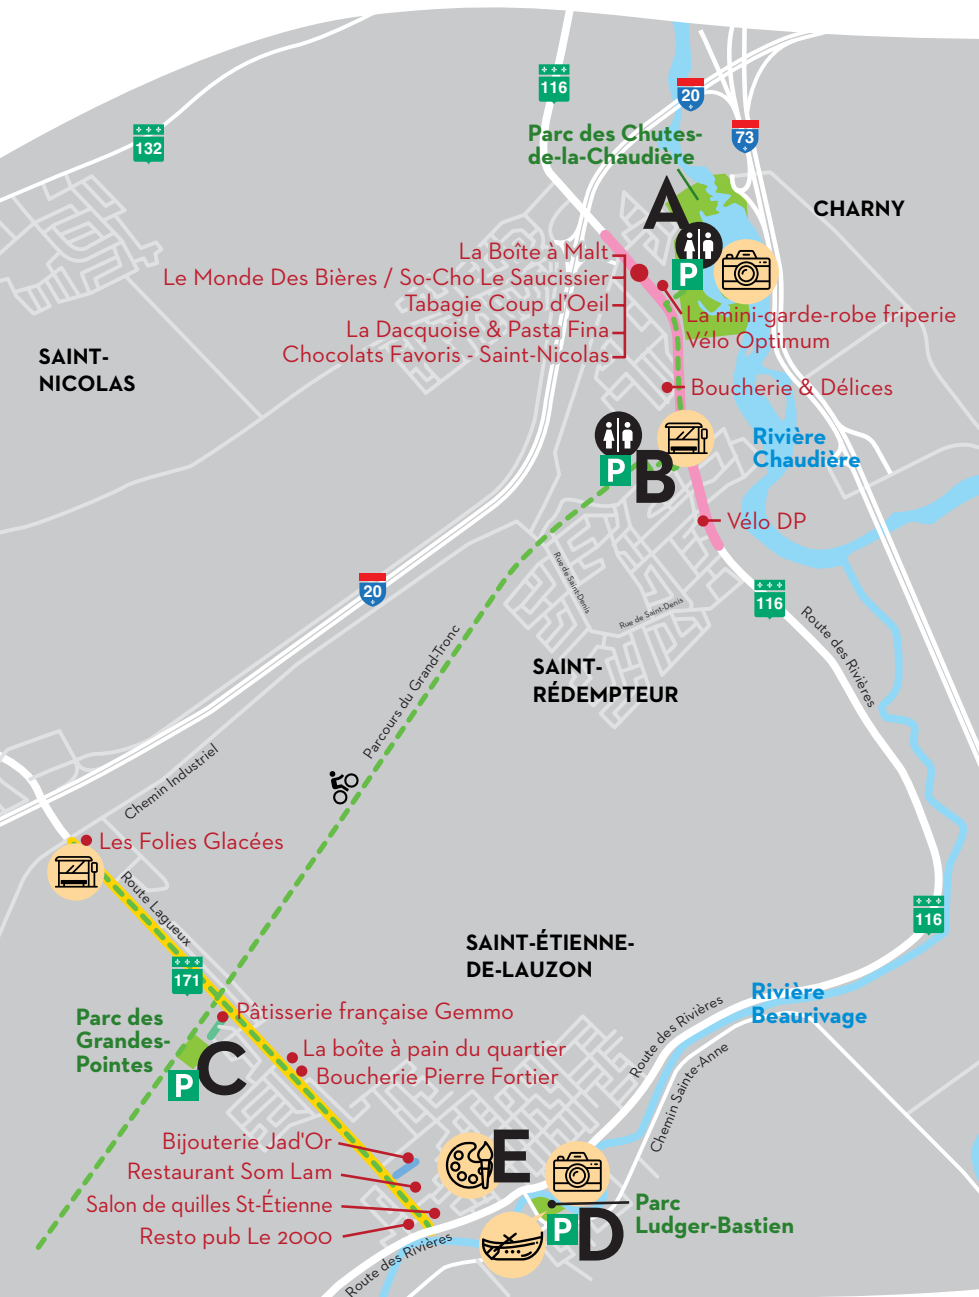 116
20
132
73
Parc des Chutes-
de-la-Chaudière
A
CHARNY
P
La Boîte à Malt
Le Monde Des Bières / So-Cho Le Saucissier
Tabagie Coup d'Oeil
La Dacquoise & Pasta Fina
Chocolats Favoris - Saint-Nicolas
La mini-garde-robe friperie
Vélo Optimum
SAINT-
NICOLAS
Boucherie & Délices
Rivière
Chaudière
P
B
Vélo DP
Rue de Saint-Denis
Rue de Saint-Denis
20
116
Route des Rivières
Parcours du Grand-Tronc
SAINT-
RÉDEMPTEUR
Chemin Industriel
Les Folies Glacées
Route Lagueux
116
SAINT-ÉTIENNE-
DE-LAUZON
171
Rivière
Beaurivage
Route des Rivières
Pâtisserie française Gemmo
Parc des
Grandes-
Pointes
P
C
La boîte à pain du quartier
Boucherie Pierre Fortier
Chemin Sainte-Anne
Bijouterie Jad'Or
Restaurant Som Lam
Salon de quilles St-Étienne
Resto pub Le 2000
E
Parc
Ludger-Bastien
P
D
Route des Rivières